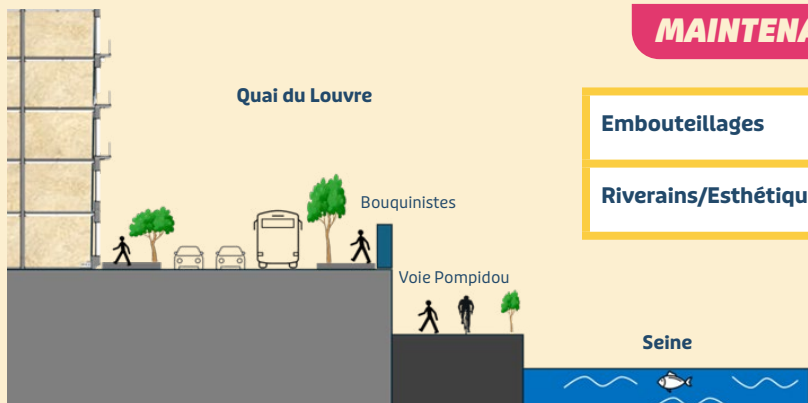 MAINTENA
Quai du Louvre
Embouteillages
Riverains/Esthétiqu
Bouquinistes
Voie Pompidou
Seine